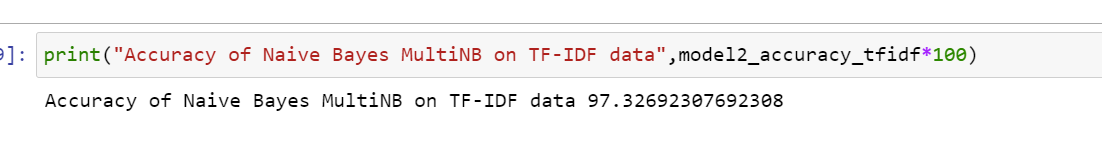 9]: print("Accuracy of Naive Bayes MultiNB on TF-IDF data",model2_accuracy_tfidf*100)
Accuracy of Naive Bayes MultiNB on TF-IDF data 97.32692307692308